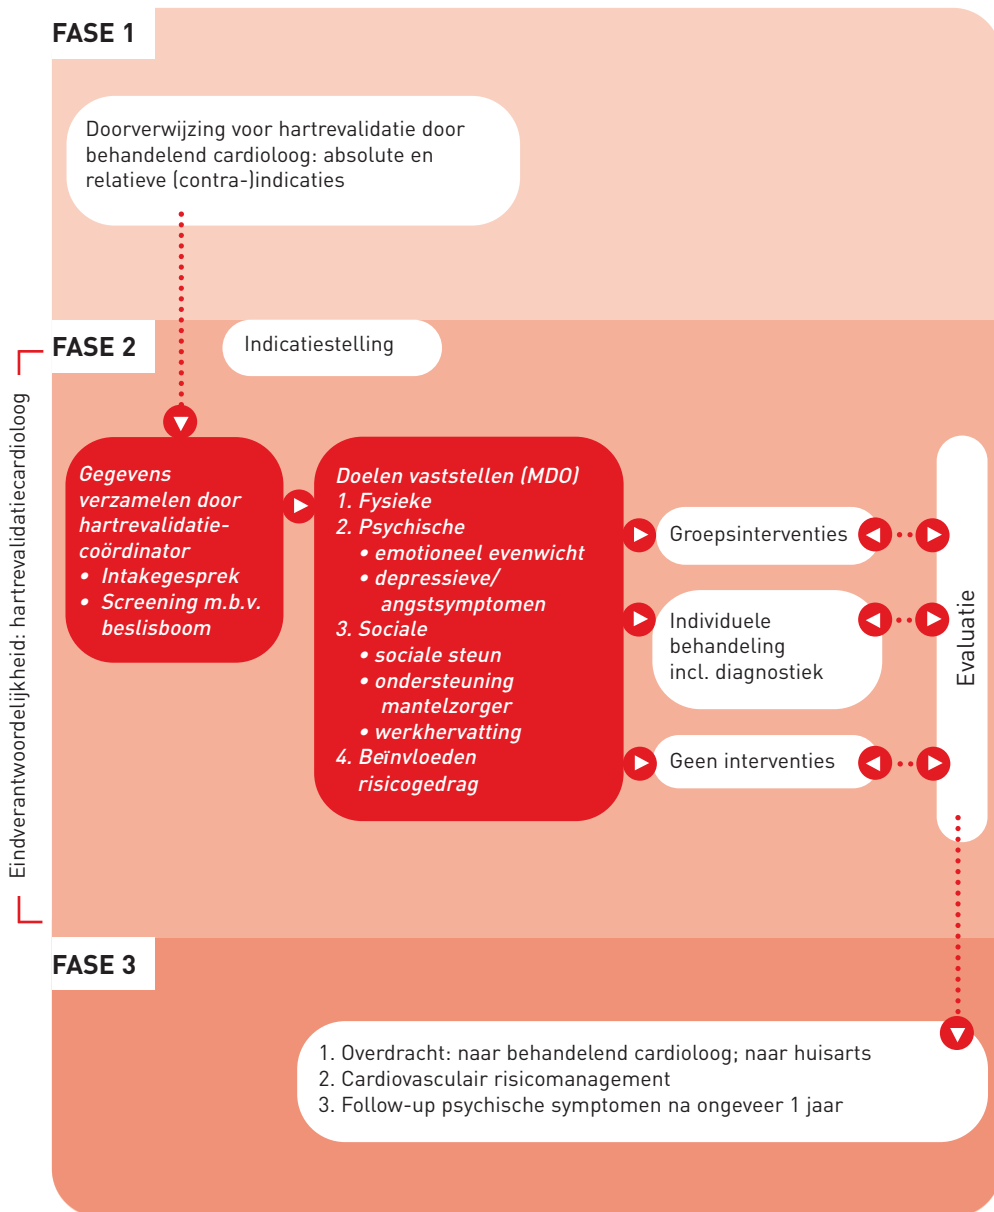 FASE 1
Doorverwijzing voor hartrevalidatie door
behandelend cardioloog: absolute en
relatieve (contra-)indicaties
FASE 2
Indicatiestelling
Eindverantwoordelijkheid: hartrevalidatiecardioloog
Gegevens
verzamelen door
hartrevalidatie-
coördinator
• Intakegesprek
• Screening m.b.v.
beslisboom
Doelen vaststellen (MDO)
1. Fysieke
2. Psychische
• emotioneel evenwicht
• depressieve/
angstsymptomen
3. Sociale
• sociale steun
• ondersteuning
mantelzorger
• werkhervatting
4. Beïnvloeden
risicogedrag
Groepsinterventies
Individuele
behandeling
incl. diagnostiek
Geen interventies
Evaluatie
FASE 3
1. Overdracht: naar behandelend cardioloog; naar huisarts
2. Cardiovasculair risicomanagement
3. Follow-up psychische symptomen na ongeveer 1 jaar